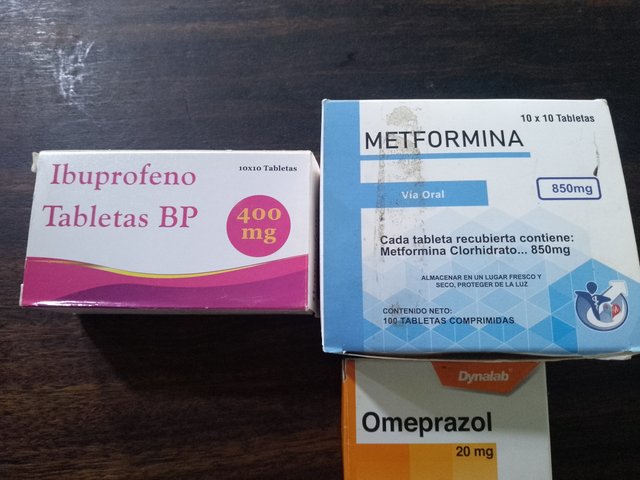 Ibuprofeno
10x10 Tabletas
Tabletas BP
400
mg
10 x 10 Tabletas
METFORMINA
Vía Oral
850mg
Cada tableta recubierta contiene:
Metformina Clorhidrato... 850mg
ALMACENAR EN UN LUGAR FRESCO Y
SECO, PROTEGER DE LA LUZ
CONTENIDO NETO:
100 TABLETAS COMPRIMIDAS
Dynalab®
Omeprazol
20 mg